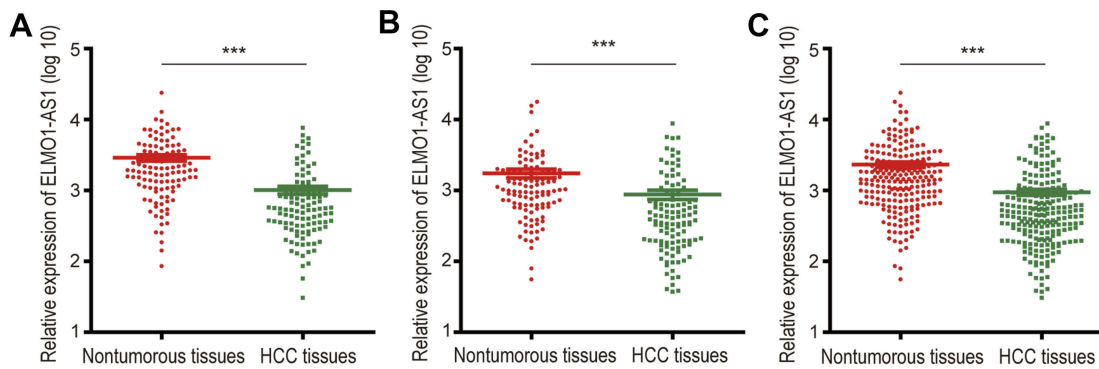 A
Relative expression of ELMO1-AS1 (log 10)
5
4
3
2
1
***
Nontumorous tissues
HCC tissues
B
Relative expression of ELMO1-AS1 (log 10)
5
4
3
2
1
***
Nontumorous tissues
HCC tissues
C
Relative expression of ELMO1-AS1 (log 10)
5
4
3
2
1
***
Nontumorous tissues
HCC tissues